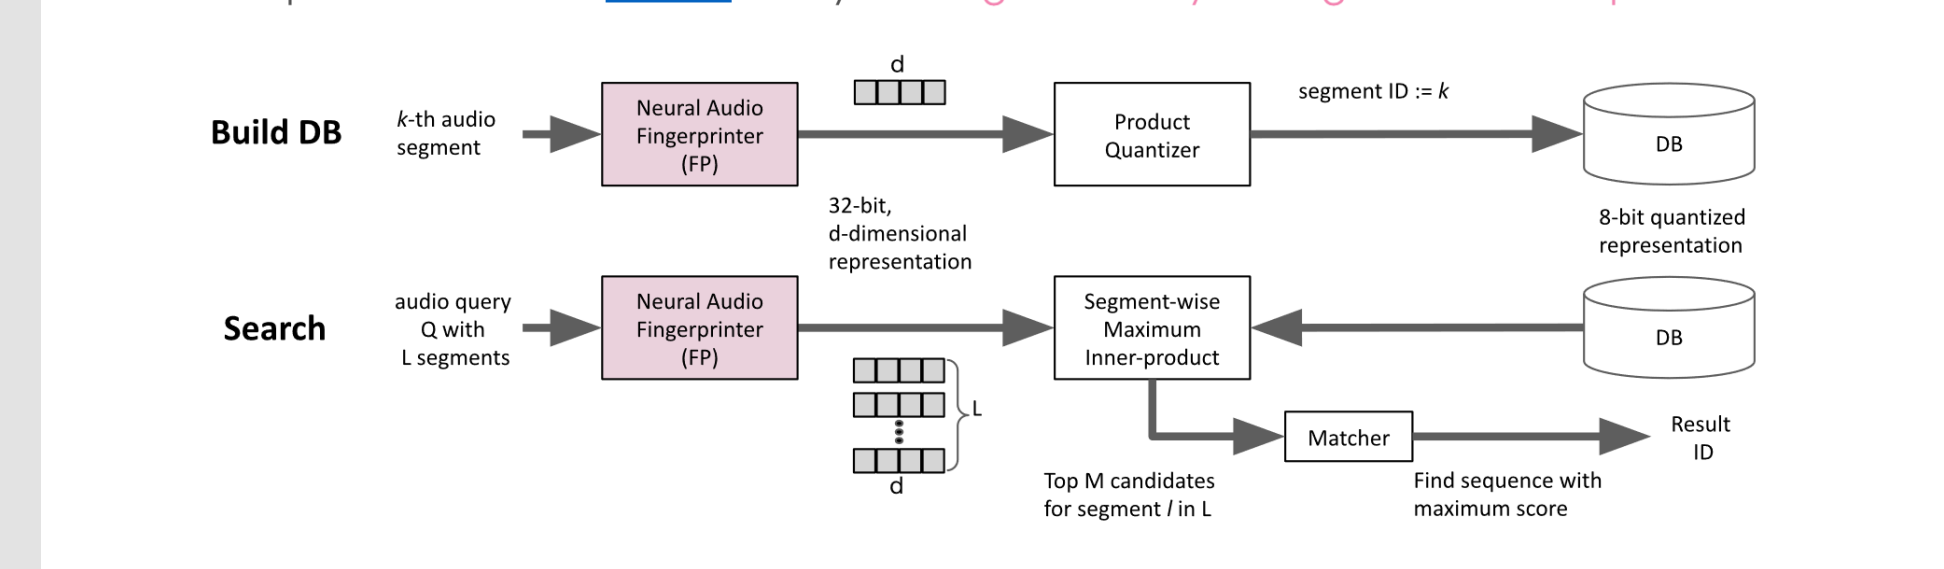 d
Build DB
k-th audio
segment
Neural Audio
Fingerprinter
(FP)
Product
Quantizer
segment ID := k
DB
32-bit,
d-dimensional
representation
8-bit quantized
representation
Search
audio query
Q with
L segments
Neural Audio
Fingerprinter
(FP)
Segment-wise
Maximum
Inner-product
DB
L
d
Matcher
Result
ID
Top M candidates
for segment l in L
Find sequence with
maximum score